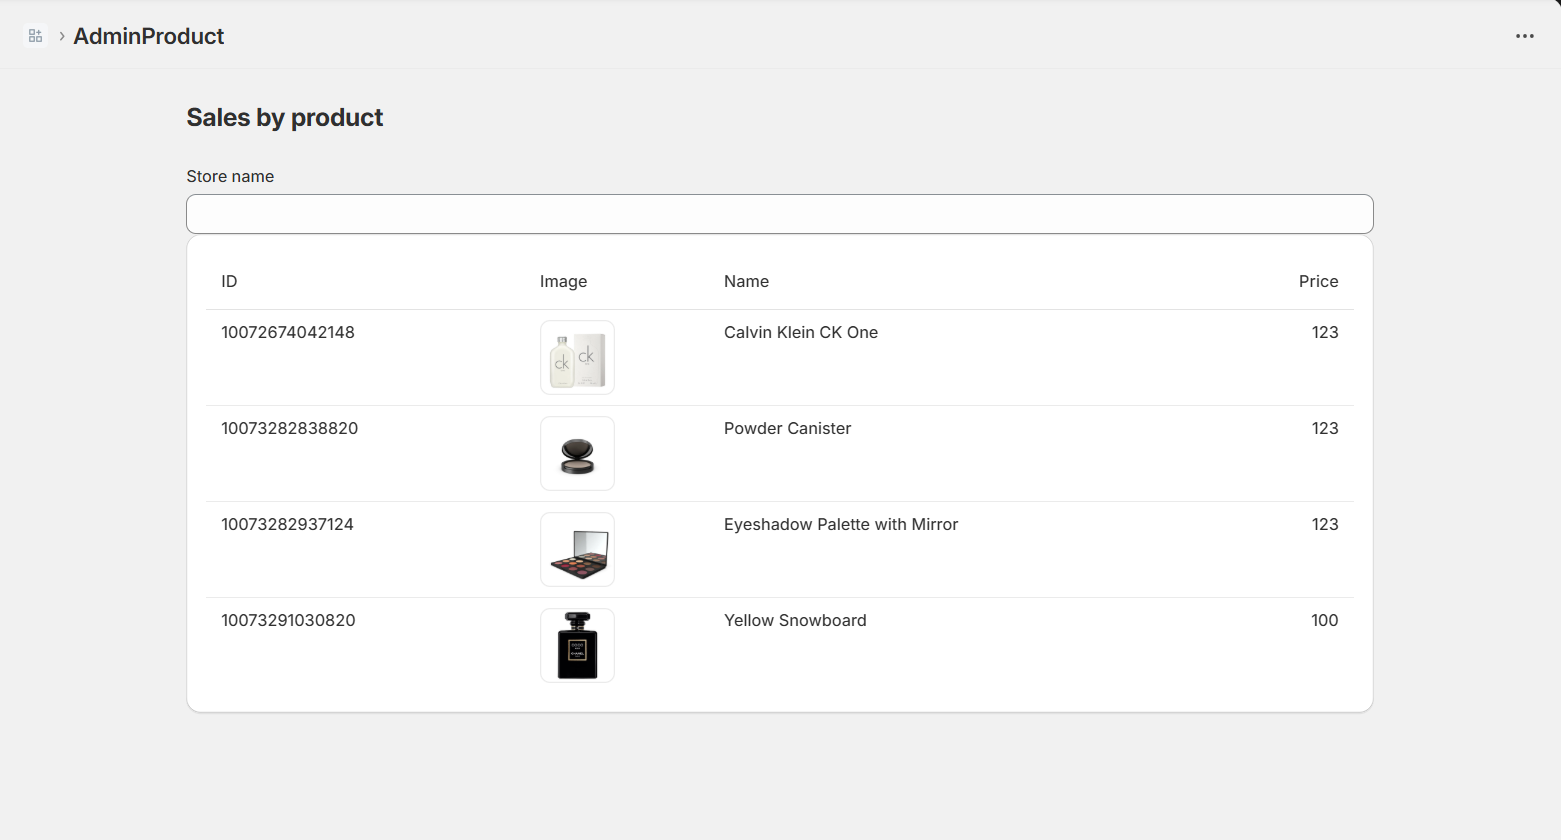 AdminProduct
Sales by product
Store name
ID Image Name Price
10072674042148 Calvin Klein CK One 123
ck ck
10073282838820 Powder Canister 123
10073282937124 Eyeshadow Palette with Mirror 123
10073291030820 Yellow Snowboard 100
CHANEL